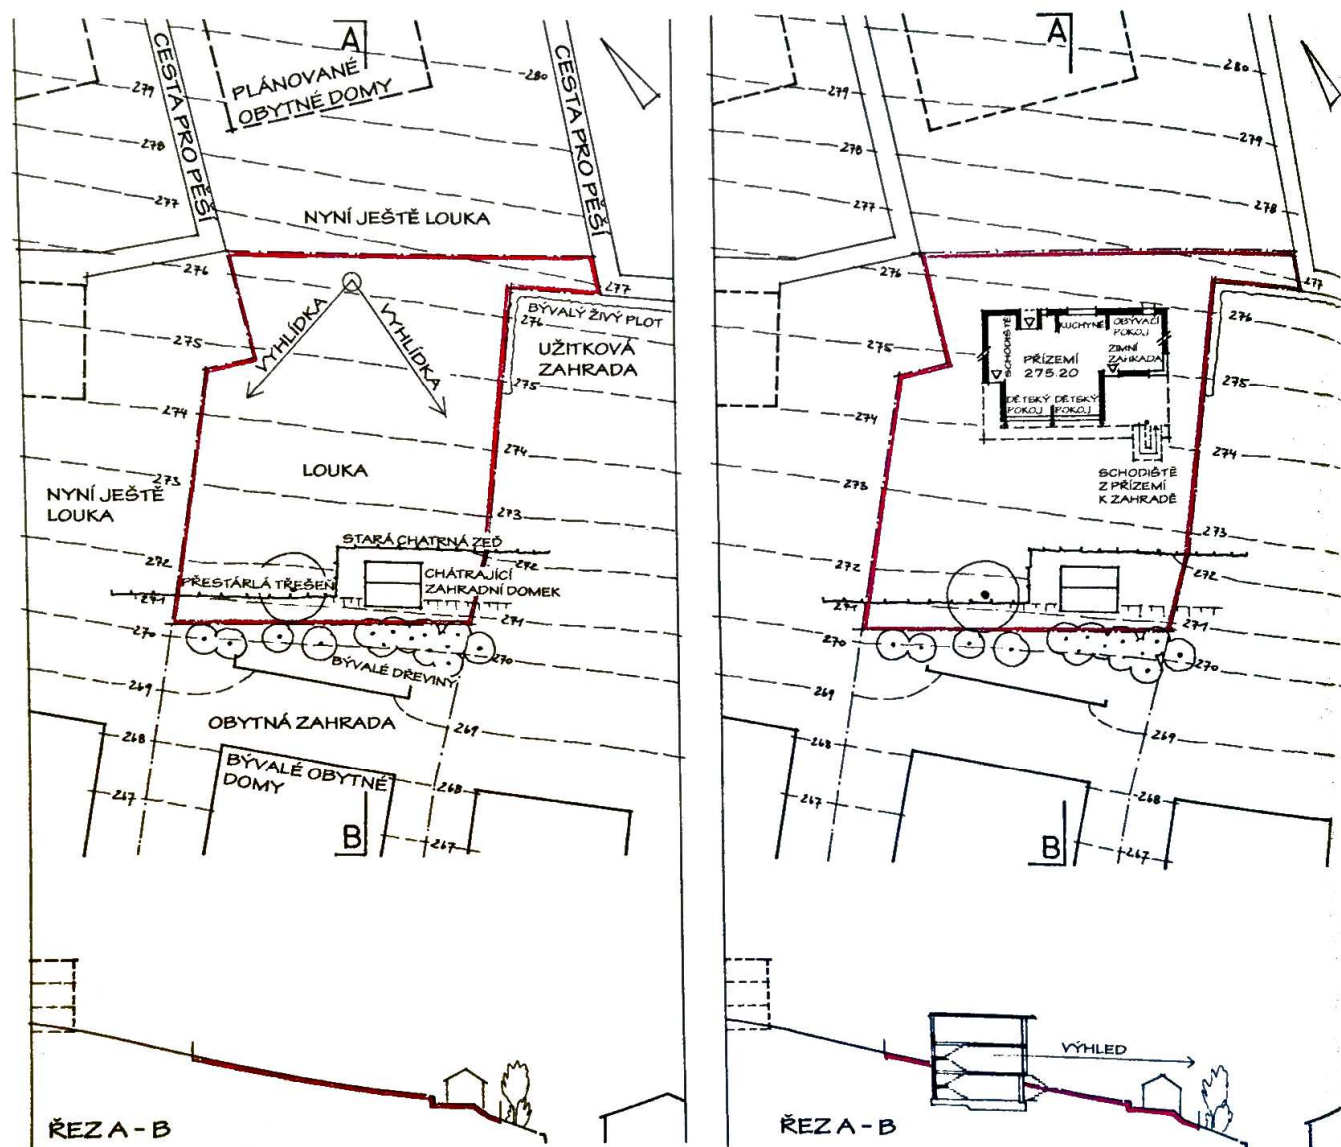 CESTA PRO PĚŠÍ
A
PLÁNOVANÉ
OBYTNÉ DOMY
CESTA PRO PĚŠÍ
280
279
278
277
NYNÍ JEŠTĚ LOUKA
276
277
VYHLÍDKA
VYHLÍDKA
BÝVALÝ ŽIVÝ PLOT
276
UŽITKOVÁ
ZAHRADA
275
275
274
274
LOUKA
273
273
NYNÍ JEŠTĚ
LOUKA
STARÁ CHATRNÁ ZEĎ
272
272
PŘESTÁRLÁ TŘEŠEŇ
CHÁTRAJÍCÍ
ZAHRADNÍ DOMEK
271
271
270
270
BÝVALÉ DŘEVINY
269
OBYTNÁ ZAHRADA
269
268
BÝVALÉ OBYTNÉ
DOMY
268
267
B
267
ŘEZ A - B
A
280
279
279
278
278
277
276
277
276
SCHODIŠTĚ
KUCHYNĚ
OBÝVACÍ
POKOJ
ZIMNÍ
ZAHRADA
PŘÍZEMÍ
275.20
275
275
DĚTSKÝ
POKOJ
DĚTSKÝ
POKOJ
274
274
SCHODIŠTĚ
Z PŘÍZEMÍ
K ZAHRADĚ
273
273
272
272
271
271
270
270
269
269
268
268
267
B
267
VÝHLED
ŘEZ A - B